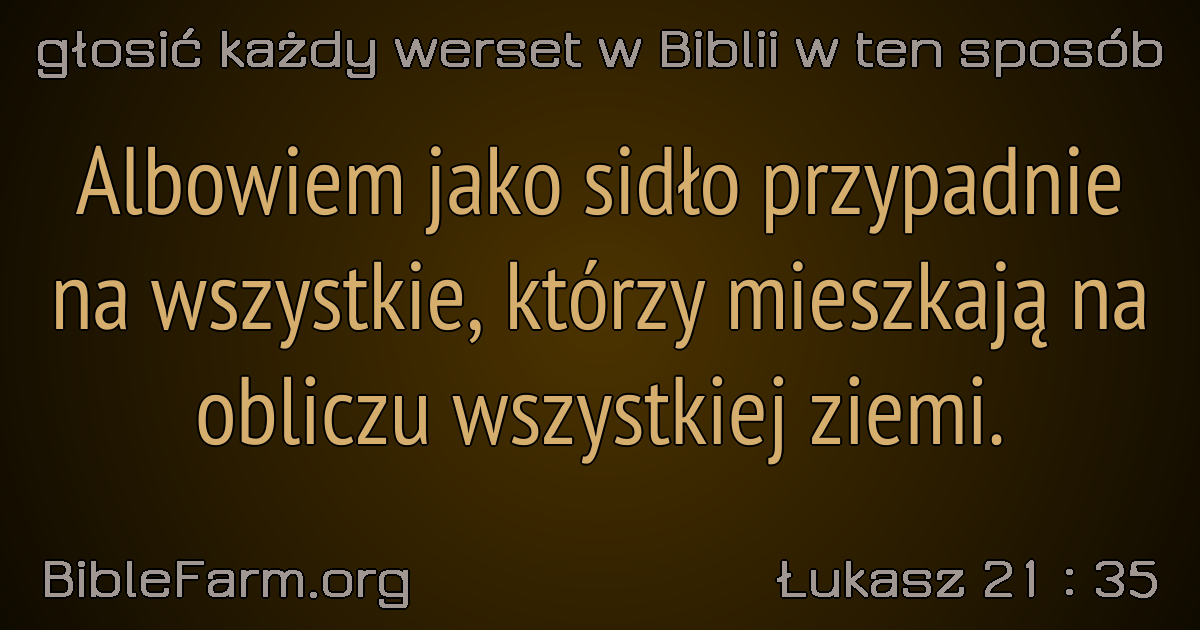 głosić każdy werset w Biblii w ten sposób
Albowiem jako sidło przypadnie
na wszystkie, którzy mieszkają na
obliczu wszystkiej ziemi.
BibleFarm.org
Łukasz 21 : 35